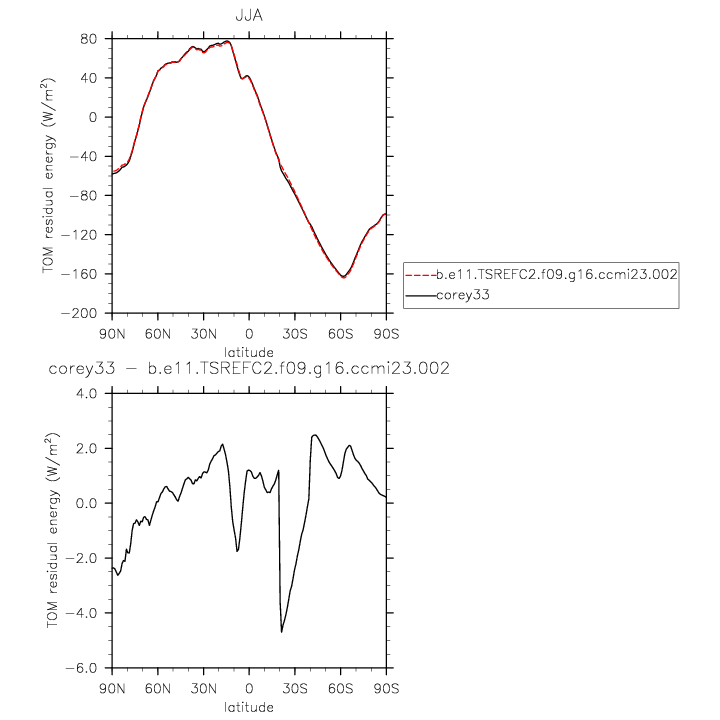 JJA
80
40
0
-40
-80
-120
-160
-200
TOM residual energy (W/m²)
90N 60N 30N 0 30S 60S 90S
latitude
b.e11.TSREFC2.f09.g16.ccmi23.002
corey33
corey33 - b.e11.TSREFC2.f09.g16.ccmi23.002
4.0
2.0
0.0
-2.0
-4.0
-6.0
TOM residual energy (W/m²)
90N 60N 30N 0 30S 60S 90S
latitude